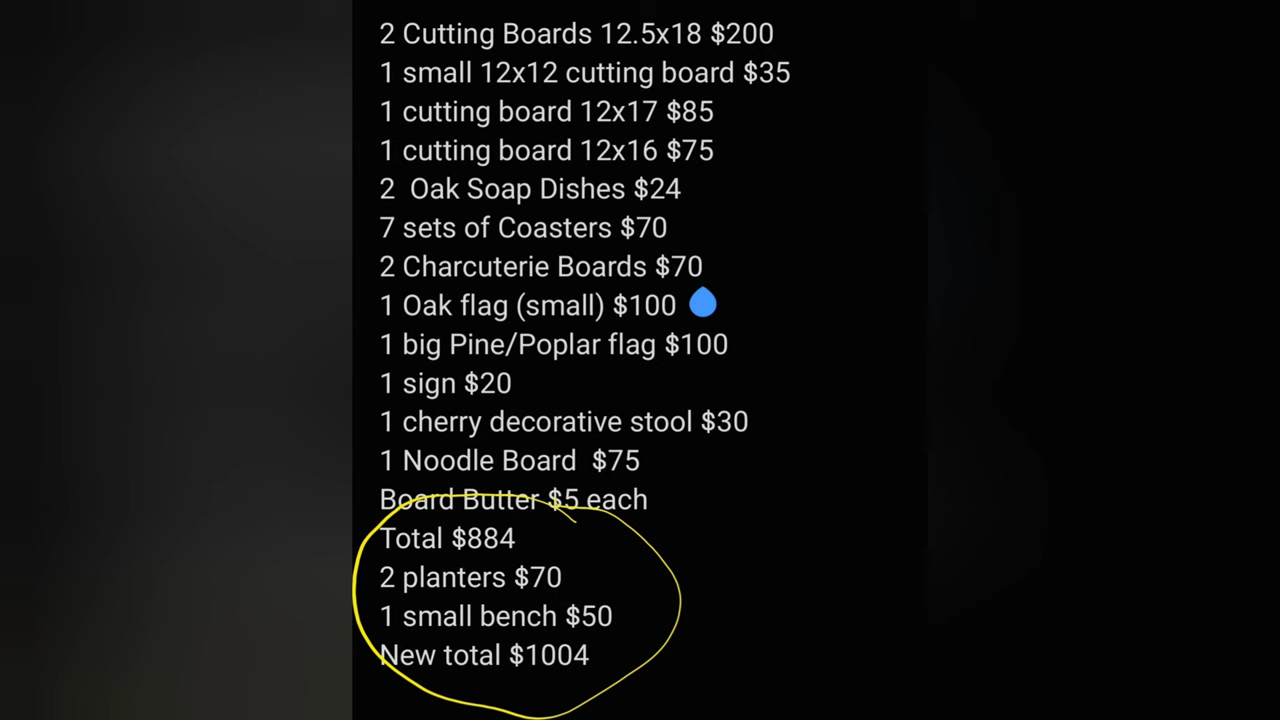 2 Cutting Boards 12.5x18 $200
1 small 12x12 cutting board $35
1 cutting board 12x17 $85
1 cutting board 12x16 $75
2  Oak Soap Dishes $24
7 sets of Coasters $70
2 Charcuterie Boards $70
1 Oak flag (small) $100
1 big Pine/Poplar flag $100
1 sign $20
1 cherry decorative stool $30
1 Noodle Board  $75
Board Butter $5 each
Total $884
2 planters $70
1 small bench $50
New total $1004